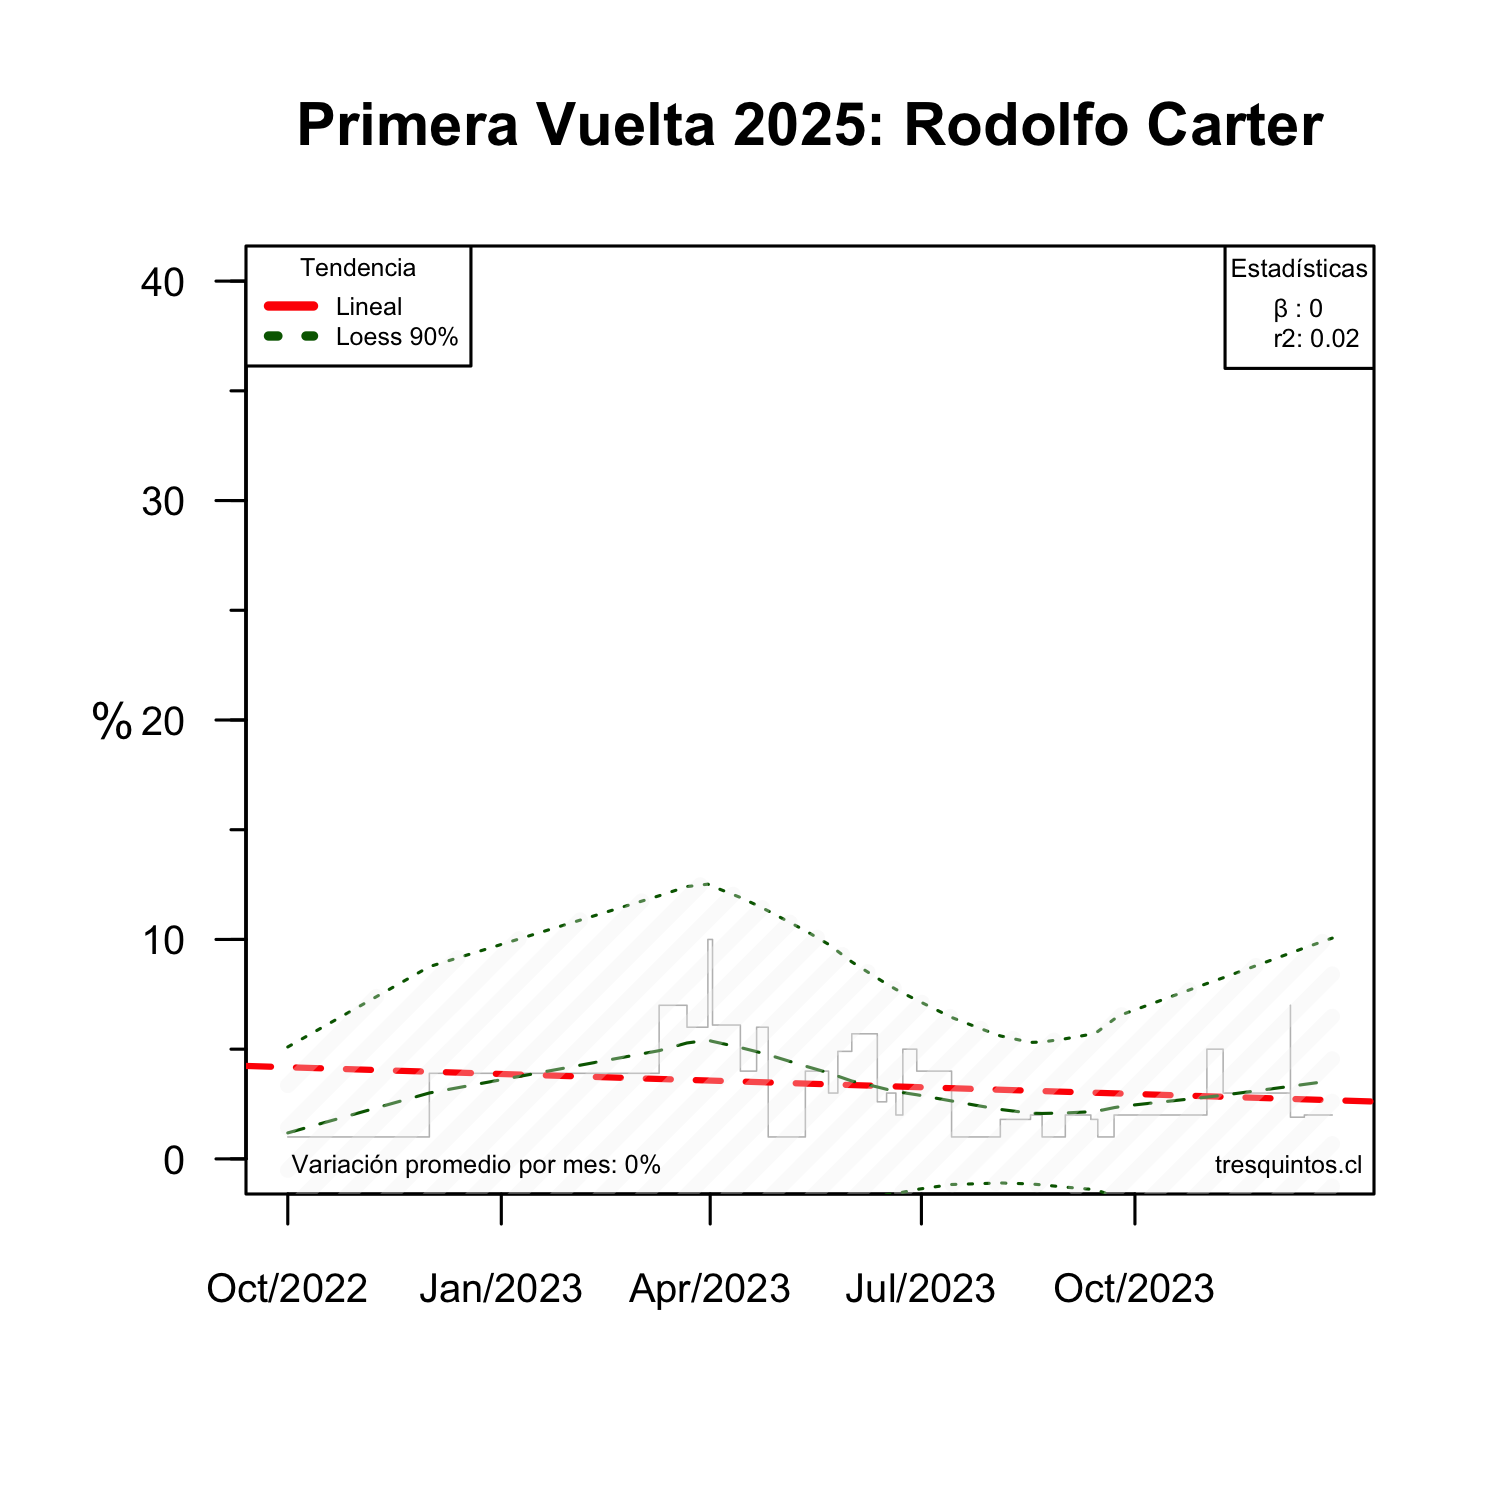 Primera Vuelta 2025: Rodolfo Carter
Tendencia
Lineal
Loess 90%
Estadísticas
β : 0
r2: 0.02
40
30
20
10
0
%
Variación promedio por mes: 0%
tresquintos.cl
Oct/2022
Jan/2023
Apr/2023
Jul/2023
Oct/2023